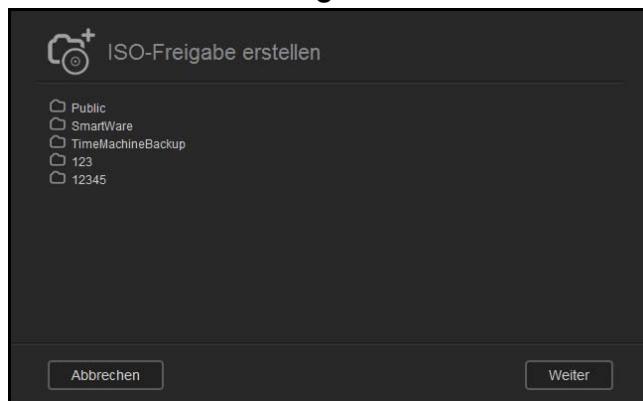 ISO-Freigabe erstellen
Public
SmartWare
TimeMachineBackup
123
12345
Abbrechen
Weiter